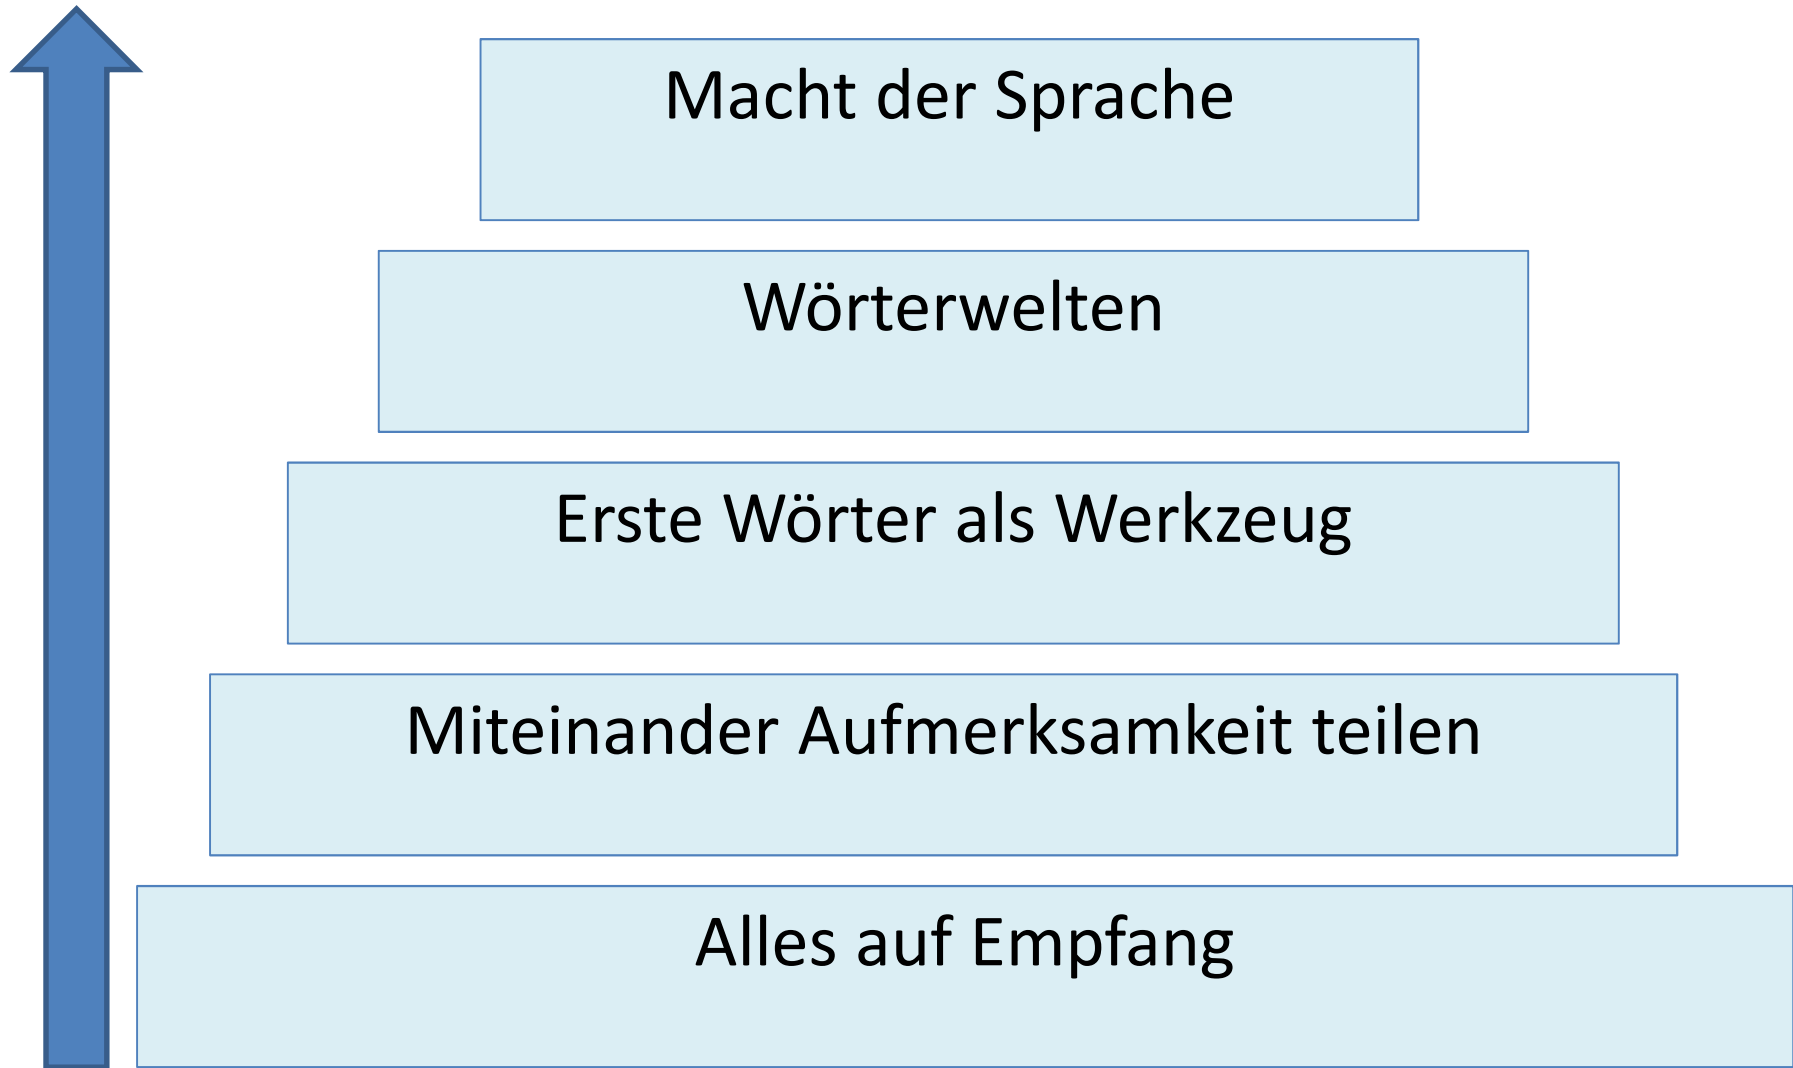 Macht der Sprache
Wörterwelten
Erste Wörter als Werkzeug
Miteinander Aufmerksamkeit teilen
Alles auf Empfang